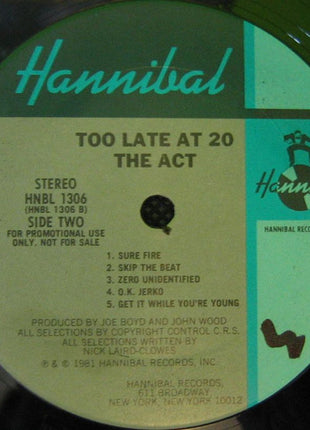 Hannibal
TOO LATE AT 20
THE ACT
STEREO
HNBL 1306
(HNBL 1306 B)
SIDE TWO
FOR PROMOTIONAL USE
ONLY. NOT FOR SALE
HANNIBAL REC
1. SURE FIRE
2. SKIP THE BEAT
3. ZERO UNIDENTIFIED
4. O.K. JERKO
5. GET IT WHILE YOU'RE YOUNG
PRODUCED BY JOE BOYD AND JOHN WOOD
ALL SELECTIONS BY COPYRIGHT CONTROL C.R.S.
ALL SELECTIONS WRITTEN BY
NICK LAIRD-CLOWES
℗ & © 1981 HANNIBAL RECORDS, INC.
HANNIBAL RECORDS,
611 BROADWAY
NEW YORK, NEW YORK 10012